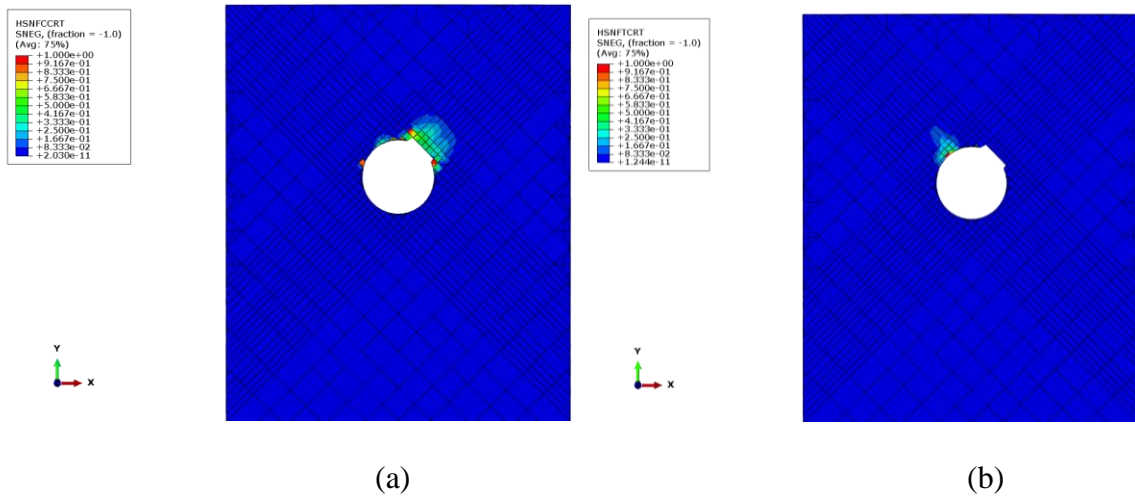 HSNFCCRT
SNEG, (fraction = -1.0)
(Avg: 75%)
+1.000e+00
+9.167e-01
+8.333e-01
+7.500e-01
+6.667e-01
+5.833e-01
+5.000e-01
+4.167e-01
+3.333e-01
+2.500e-01
+1.667e-01
+8.333e-02
+2.030e-11
Y
X
HSNFTCRT
SNEG, (fraction = -1.0)
(Avg: 75%)
+1.000e+00
+9.167e-01
+8.333e-01
+7.500e-01
+6.667e-01
+5.833e-01
+5.000e-01
+4.167e-01
+3.333e-01
+2.500e-01
+1.667e-01
+8.333e-02
+1.244e-11
Y
X
(a)
(b)